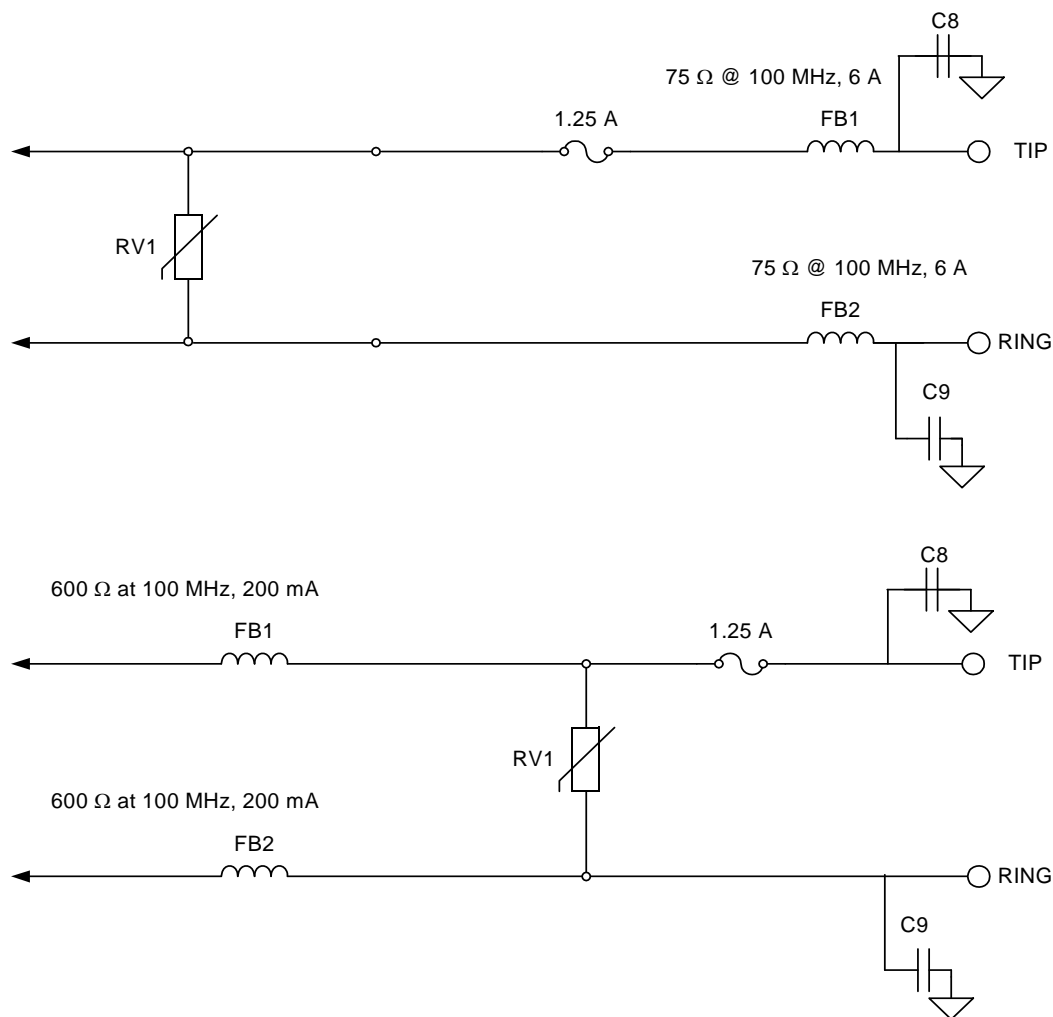 C8
75 Ω @ 100 MHz, 6 A
1.25 A
FB1
TIP
RV1
75 Ω @ 100 MHz, 6 A
FB2
RING
C9
C8
600 Ω at 100 MHz, 200 mA
FB1
1.25 A
TIP
RV1
600 Ω at 100 MHz, 200 mA
FB2
RING
C9